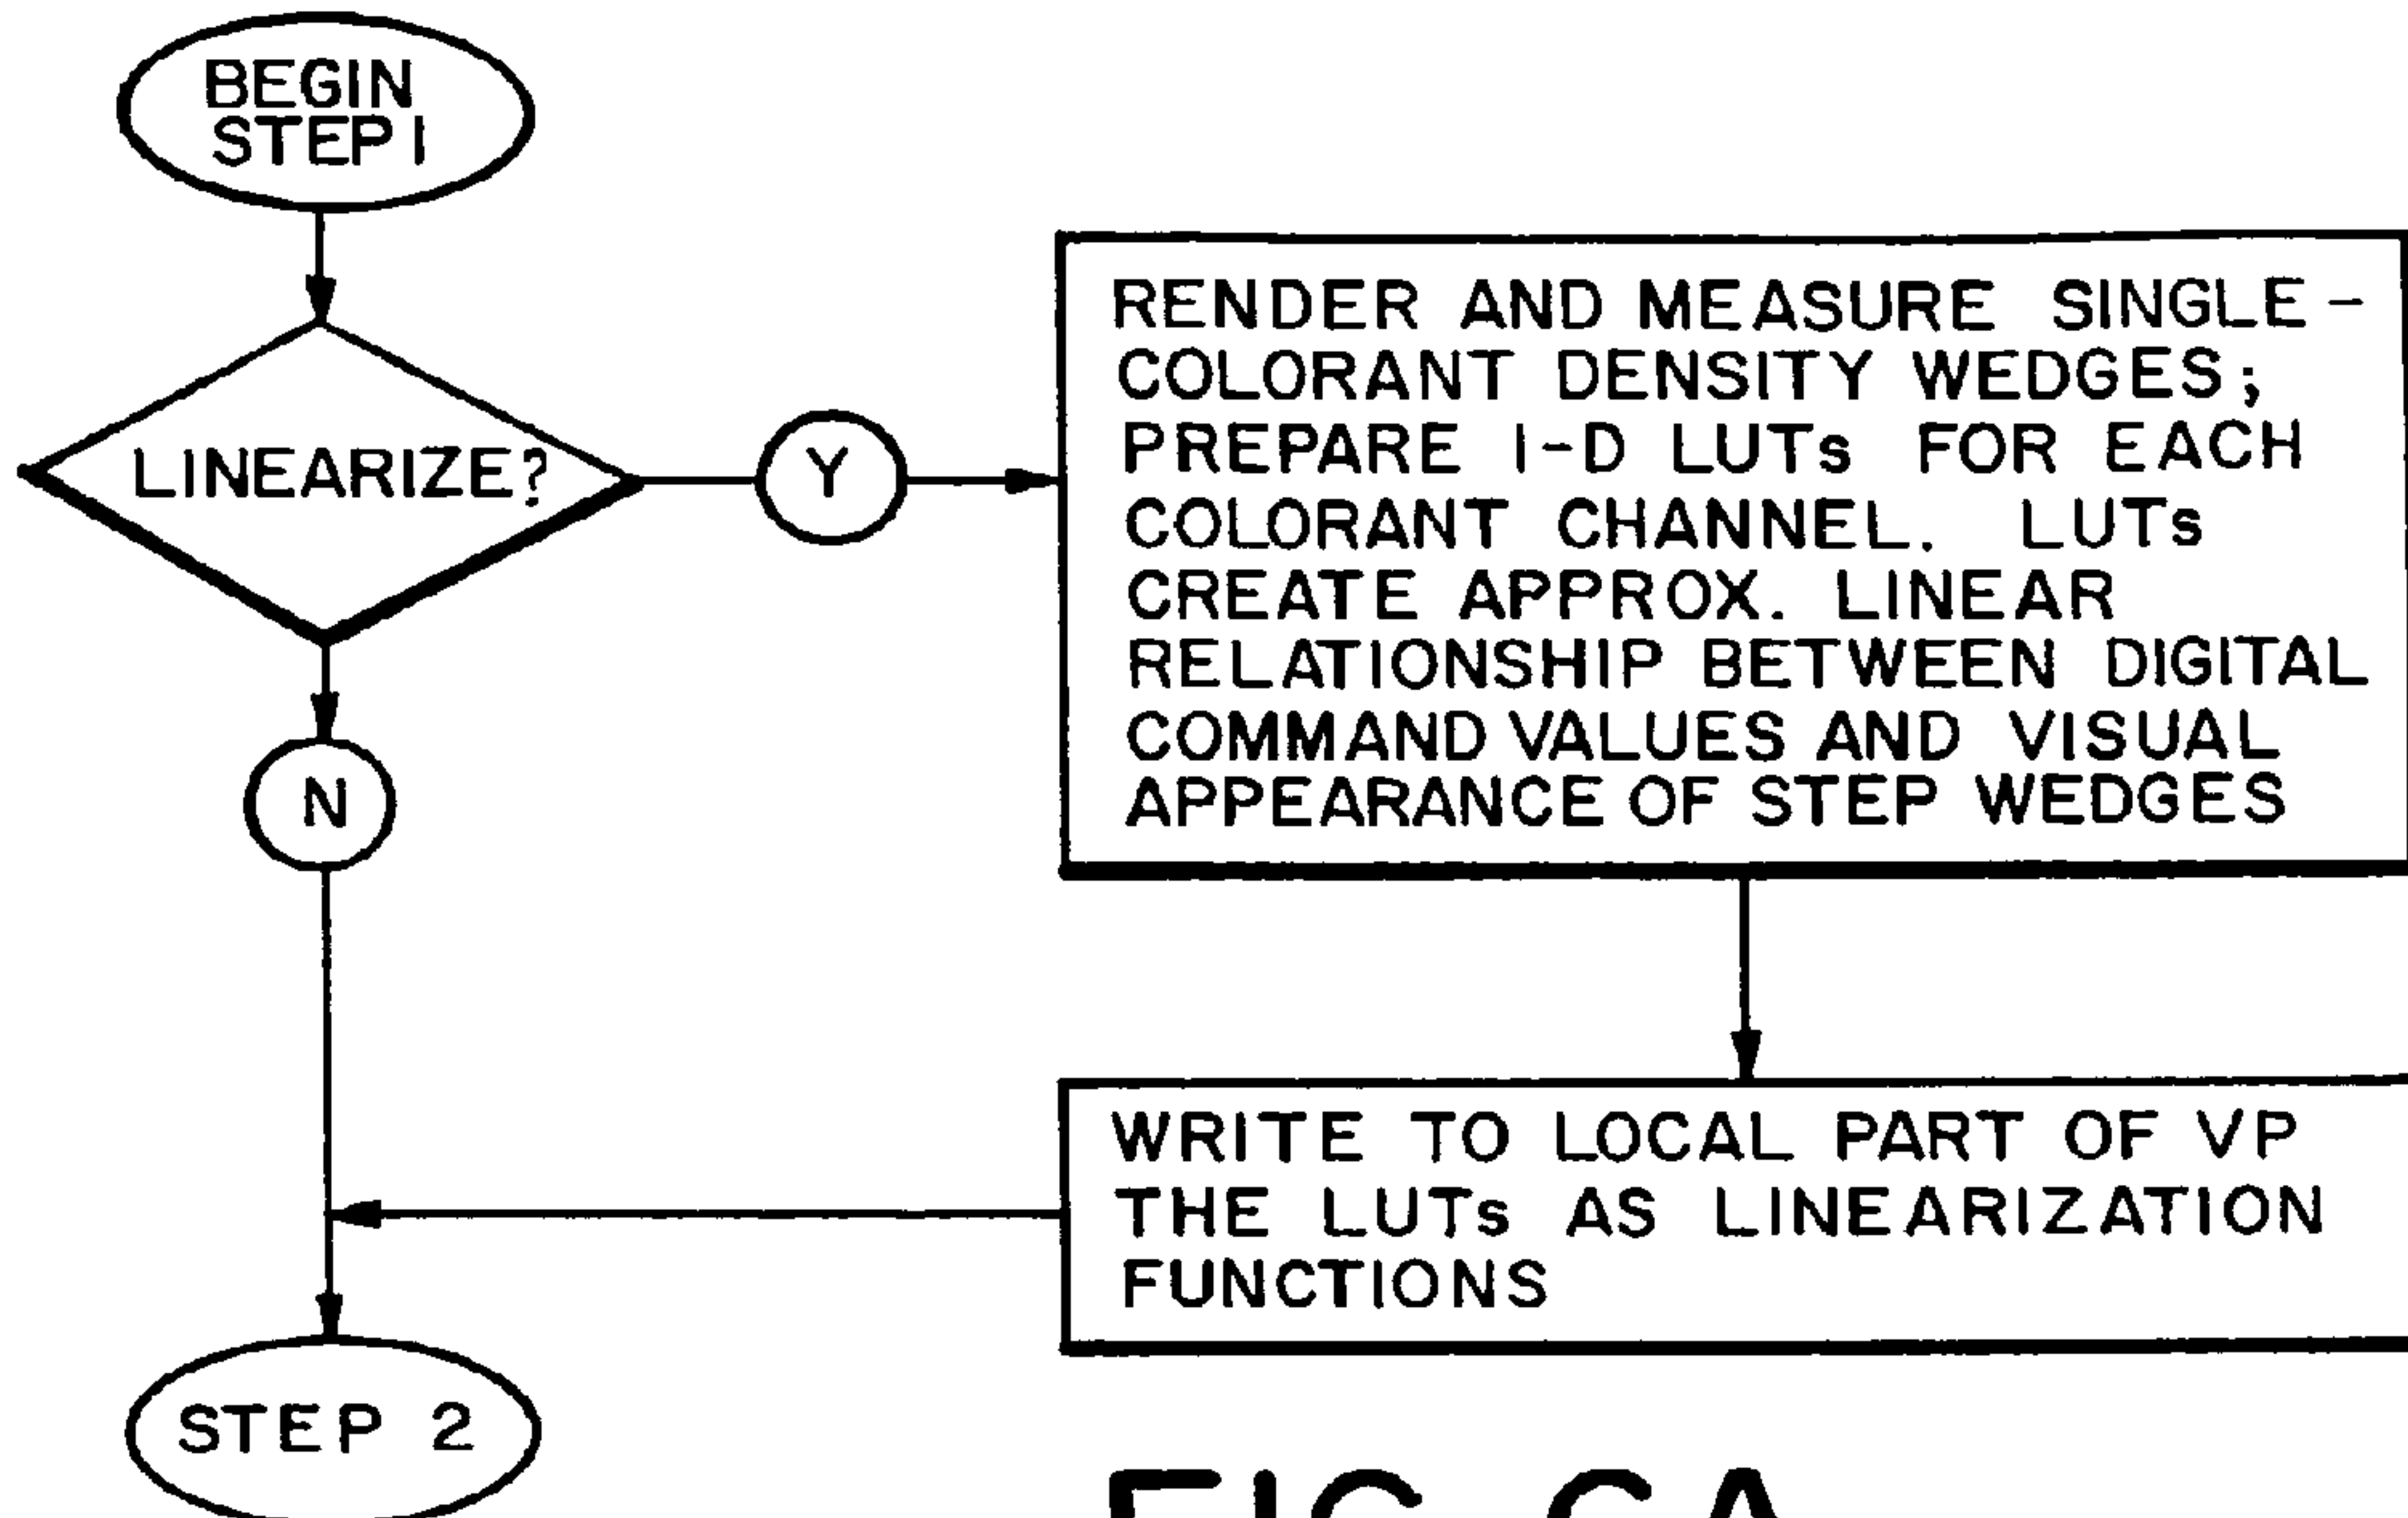 BEGIN
STEP 1
LINEARIZE?
Y
RENDER AND MEASURE SINGLE-
COLORANT DENSITY WEDGES;
PREPARE 1-D LUTs FOR EACH
COLORANT CHANNEL. LUTs
CREATE APPROX. LINEAR
RELATIONSHIP BETWEEN DIGITAL
COMMAND VALUES AND VISUAL
APPEARANCE OF STEP WEDGES
N
WRITE TO LOCAL PART OF VP
THE LUTs AS LINEARIZATION
FUNCTIONS
STEP 2